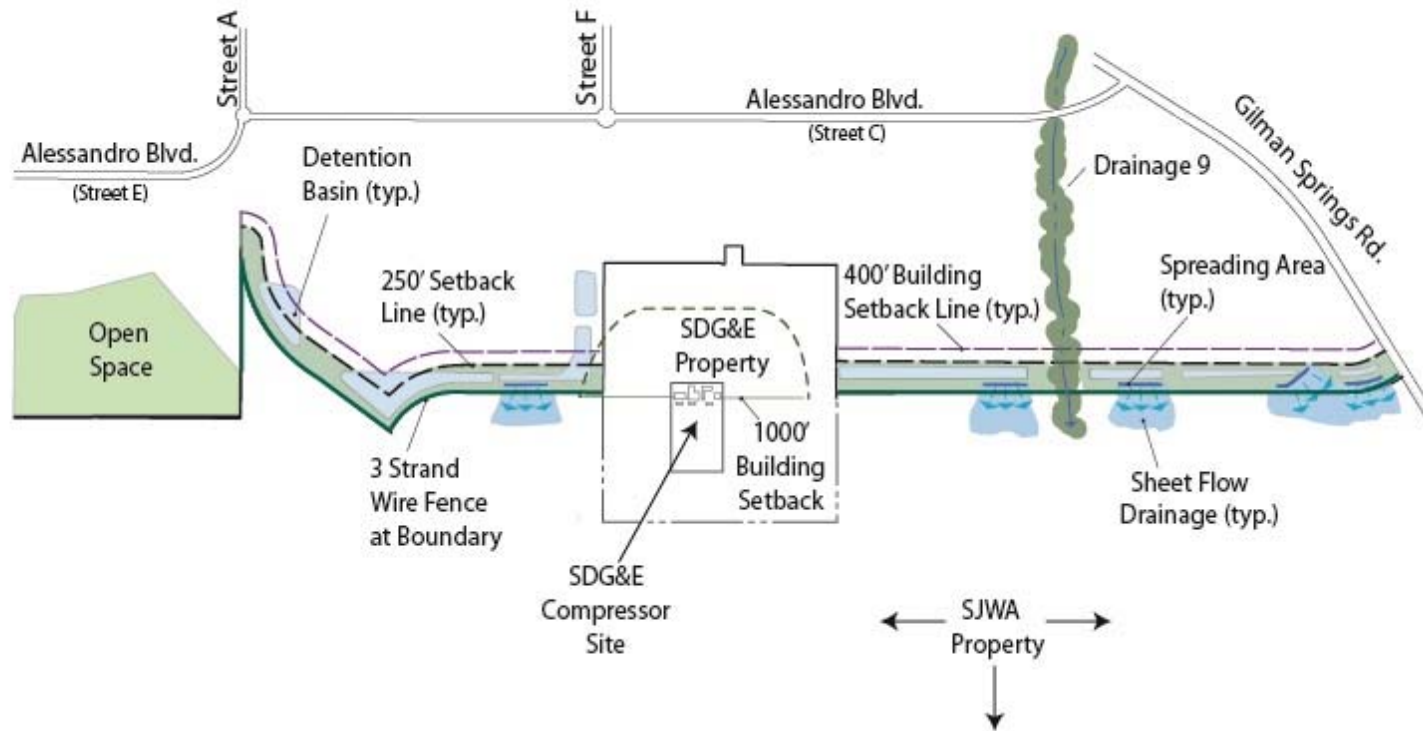 Street A
Street F
Alessandro Blvd.
(Street C)
Gilman Springs Rd.
Alessandro Blvd.
(Street E)
Detention
Basin (typ.)
Drainage 9
250' Setback
Line (typ.)
400' Building
Setback Line (typ.)
Spreading Area
(typ.)
Open
Space
SDG&E
Property
1000'
Building
Setback
3 Strand
Wire Fence
at Boundary
Sheet Flow
Drainage (typ.)
SDG&E
Compressor
Site
SJWA
Property